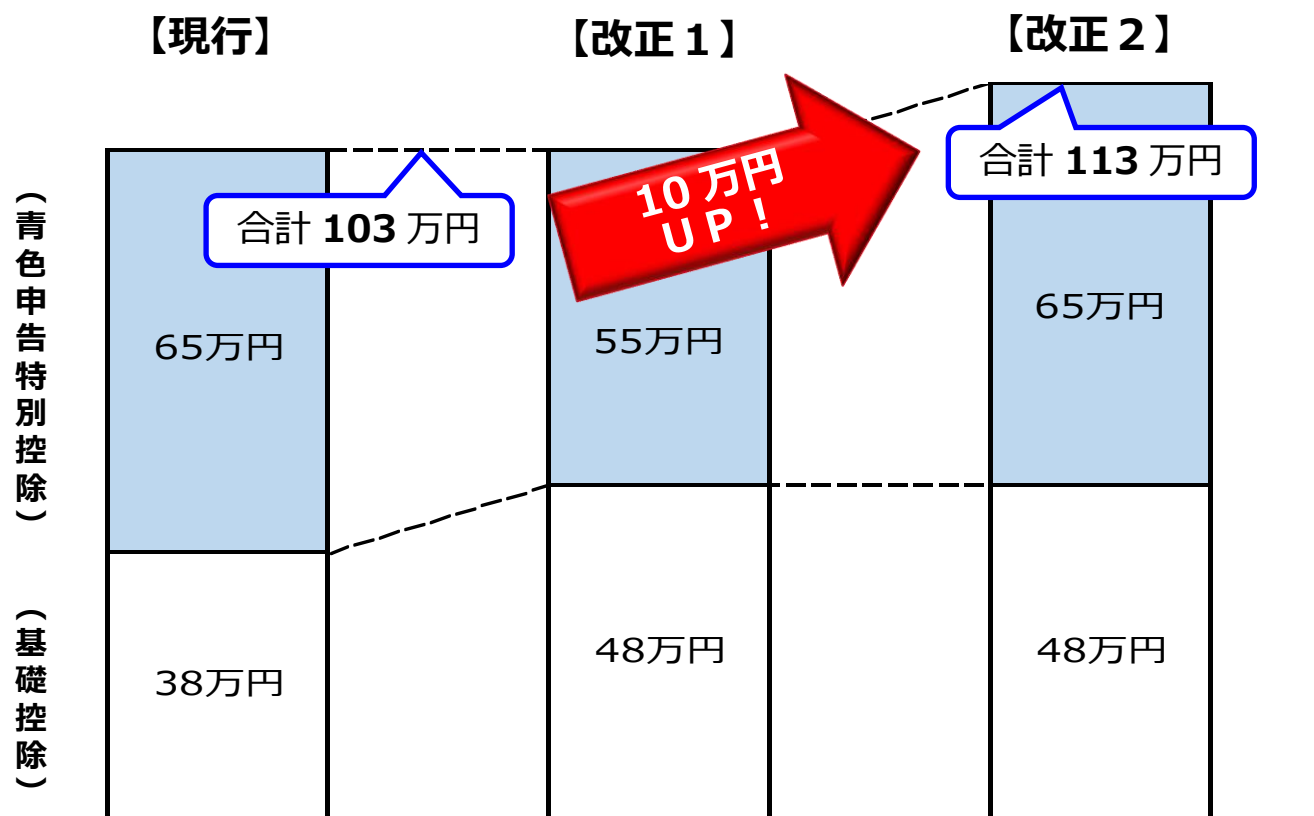 【現行】
【改正１】
【改正２】
合計 103 万円
10 万円
ＵＰ！
合計 113 万円
（青色申告特別控除）
65万円
55万円
65万円
（基礎控除）
38万円
48万円
48万円